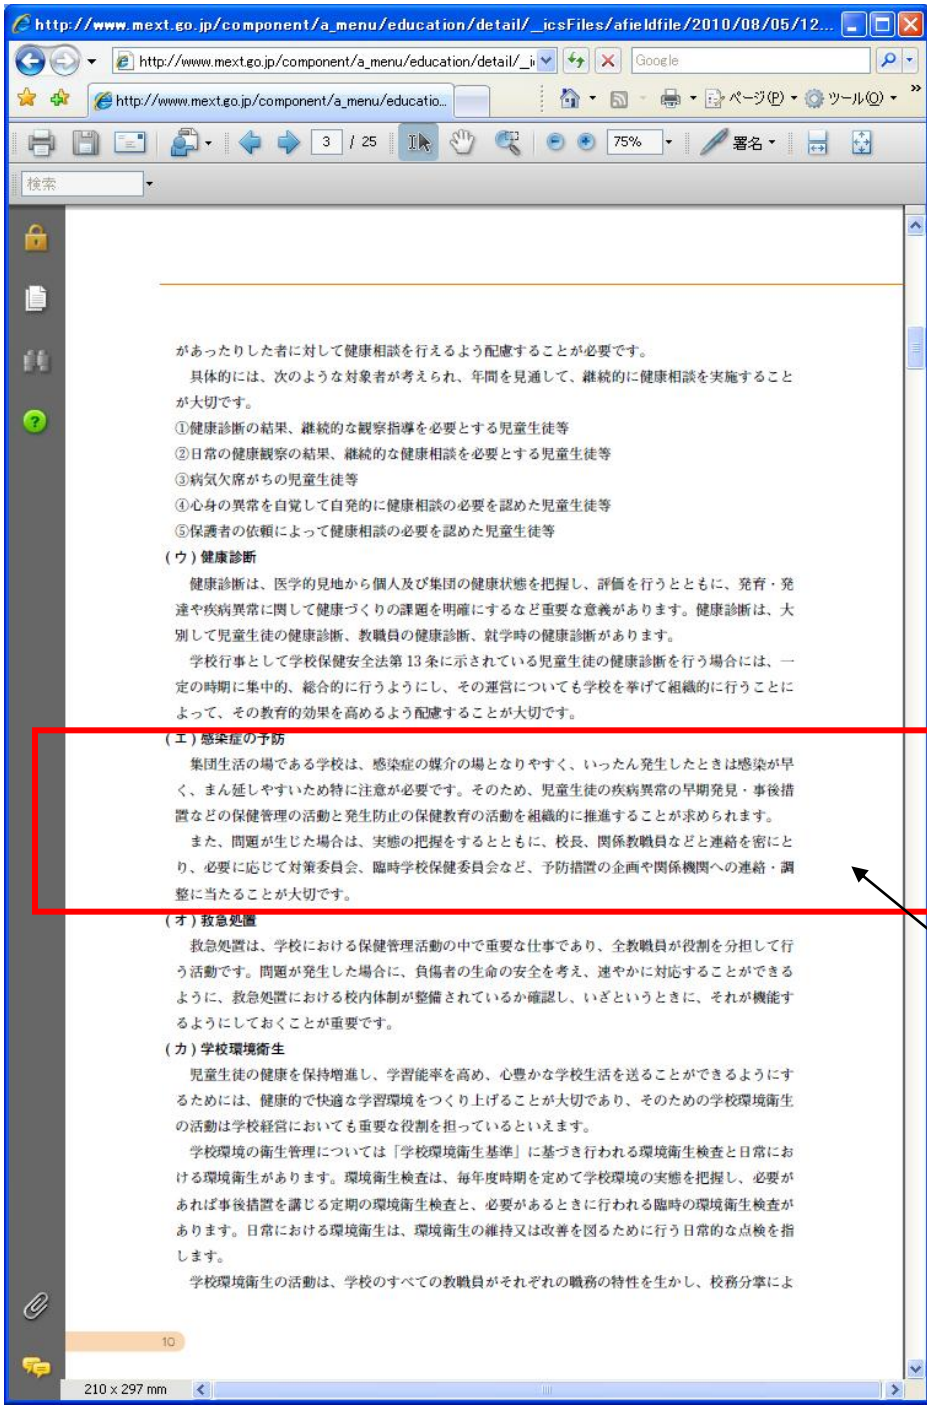 http://www.mext.go.jp/component/a_menu/education/detail/__icsFiles/afieldfile/2010/08/05/12...
http://www.mext.go.jp/component/a_menu/education/detail/_i
Google
http://www.mext.go.jp/component/a_menu/educatio...
ページ(P)
ツール(O)
»
3 / 25
75%
署名
検索
があったりした者に対して健康相談を行えるよう配慮することが必要です。
具体的には、次のような対象者が考えられ、年間を見通して、継続的に健康相談を実施すること
が大切です。
①健康診断の結果、継続的な観察指導を必要とする児童生徒等
②日常の健康観察の結果、継続的な健康相談を必要とする児童生徒等
③病気欠席がちの児童生徒等
④心身の異常を自覚して自発的に健康相談の必要を認めた児童生徒等
⑤保護者の依頼によって健康相談の必要を認めた児童生徒等
(ウ)健康診断
健康診断は、医学的見地から個人及び集団の健康状態を把握し、評価を行うとともに、発育・発
達や疾病異常に関して健康づくりの課題を明確にするなど重要な意義があります。健康診断は、大
別して児童生徒の健康診断、教職員の健康診断、就学時の健康診断があります。
学校行事として学校保健安全法第 13 条に示されている児童生徒の健康診断を行う場合には、一
定の時期に集中的、総合的に行うようにし、その運営についても学校を挙げて組織的に行うことに
よって、その教育的効果を高めるよう配慮することが大切です。
(エ)感染症の予防
集団生活の場である学校は、感染症の媒介の場となりやすく、いったん発生したときは感染が早
く、まん延しやすいため特に注意が必要です。そのため、児童生徒の疾病異常の早期発見・事後措
置などの保健管理の活動と発生防止の保健教育の活動を組織的に推進することが求められます。
また、問題が生じた場合は、実態の把握をするとともに、校長、関係教職員などと連絡を密にと
り、必要に応じて対策委員会、臨時学校保健委員会など、予防措置の企画や関係機関への連絡・調
整に当たることが大切です。
(オ)救急処置
救急処置は、学校における保健管理活動の中で重要な仕事であり、全教職員が役割を分担して行
う活動です。問題が発生した場合に、負傷者の生命の安全を考え、速やかに対応することができる
ように、救急処置における校内体制が整備されているか確認し、いざというときに、それが機能す
るようにしておくことが重要です。
(カ)学校環境衛生
児童生徒の健康を保持増進し、学習能率を高め、心豊かな学校生活を送ることができるようにす
るためには、健康的で快適な学習環境をつくり上げることが大切であり、そのための学校環境衛生
の活動は学校経営においても重要な役割を担っているといえます。
学校環境の衛生管理については「学校環境衛生基準」に基づき行われる環境衛生検査と日常にお
ける環境衛生があります。環境衛生検査は、毎年度時期を定めて学校環境の実態を把握し、必要が
あれば事後措置を講じる定期の環境衛生検査と、必要があるときに行われる臨時の環境衛生検査が
あります。日常における環境衛生は、環境衛生の維持又は改善を図るために行う日常的な点検を指
します。
学校環境衛生の活動は、学校のすべての教職員がそれぞれの職務の特性を生かし、校務分掌によ
10
210 x 297 mm